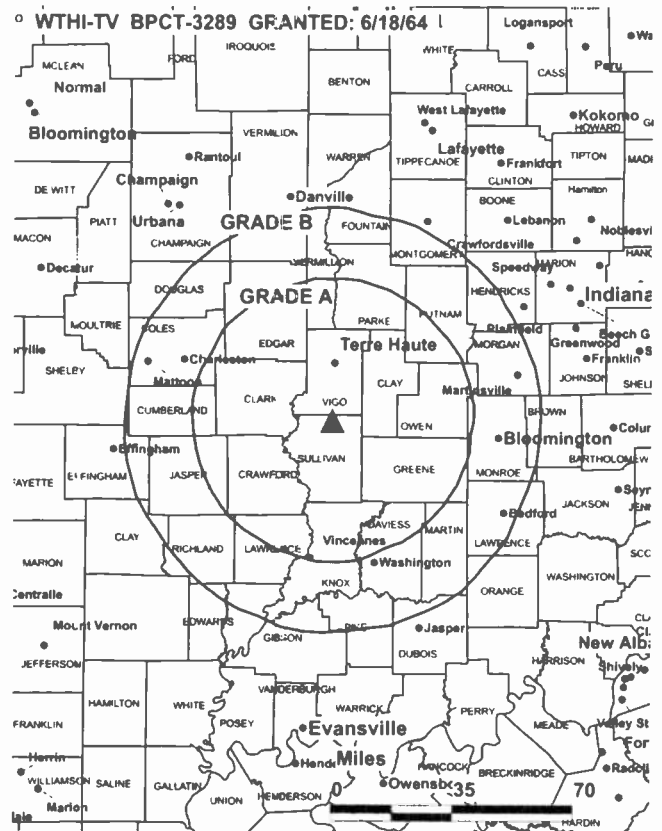 WTHI-TV BPCT-3289 GRANTED: 6/18/64
Logansport
IROQUOIS
WHITE
FORD
MCLEAN
CASS
Peru
Normal
BENTON
CARROLL
West Lafayette
Kokomo
HOWARD
Bloomington
VERMILION
Lafayette
Rantoul
WARREN
TIPPECANOE
Frankfort
TIPTON
CLINTON
Champaign
DE WITT
Danville
BOONE
Hamilton
PIATT
Urbana
GRADE B
FOUNTAIN
Lebanon
MACON
CHAMPAIGN
Crawfordsville
MONTGOMERY
VERMILLION
Speedway
MARION
Decatur
DOUGLAS
GRADE A
HENDRICKS
PUTNAM
MOULTRIE
COLES
PARKE
Plainfield
EDGAR
Terre Haute
MORGAN
Greenwood
Charleston
Franklin
SHELBY
Mattoon
CLAY
JOHNSON
CLARK
Martinsville
VIGO
CUMBERLAND
BROWN
OWEN
Bloomington
Effingham
SULLIVAN
BARTHOLOMEW
EFFINGHAM
JASPER
CRAWFORD
GREENE
MONROE
JACKSON
Bedford
DAVIESS
MARTIN
CLAY
RICHLAND
LAWRENCE
Vincennes
LAWRENCE
MARION
Washington
WASHINGTON
KNOX
ORANGE
EDWARDS
Mount Vernon
GIBSON
PIKE
Jasper
DUBOIS
JEFFERSON
HARRISON
Shively
HAMILTON
WHITE
VANDERBURGH
WARRICK
PERRY
POSEY
MEADE
FRANKLIN
Evansville
Herrin
Miles
HANCOCK
BRECKINRIDGE
WILLIAMSON
SALINE
GALLATIN
UNION
HENDERSON
Marion
0 35 70
HARDIN